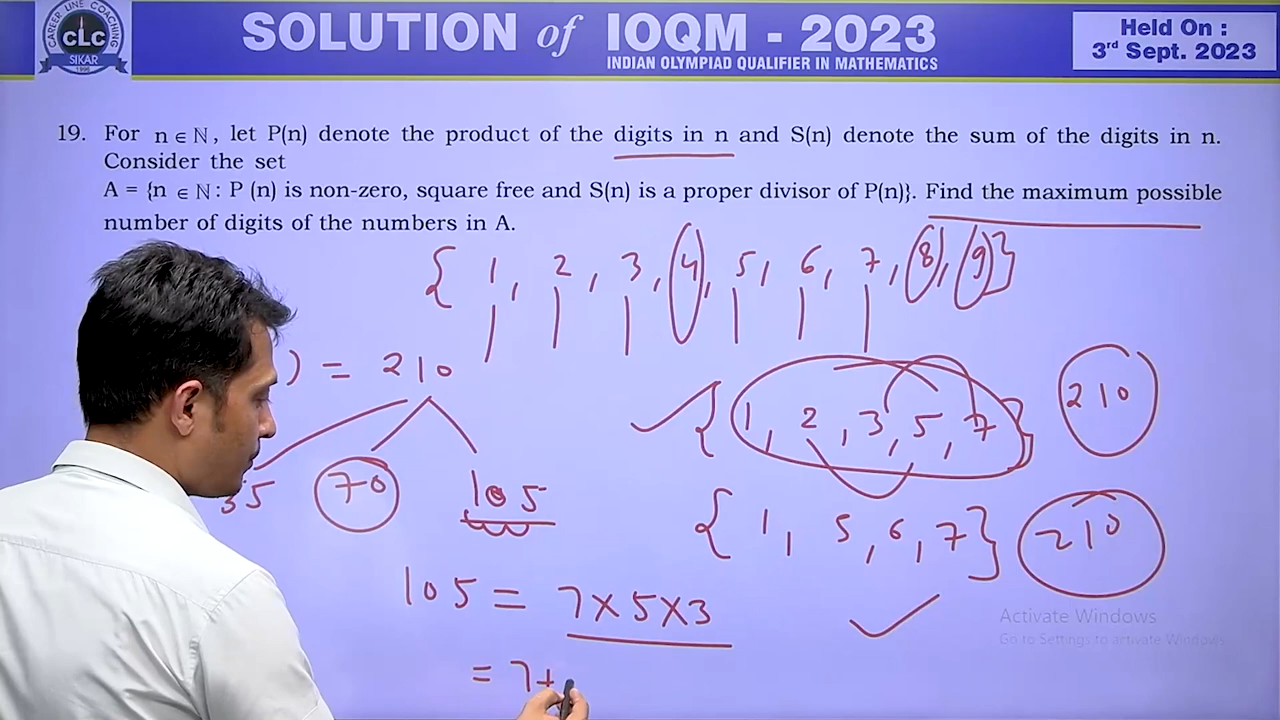 CAREER LINE COACHING
CLC
SIKAR
1996
SOLUTION of IOQM - 2023
INDIAN OLYMPIAD QUALIFIER IN MATHEMATICS
Held On :
3rd Sept. 2023
19. For n ∈ ℕ, let P(n) denote the product of the digits in n and S(n) denote the sum of the digits in n.
Consider the set
A = {n ∈ ℕ : P (n) is non-zero, square free and S(n) is a proper divisor of P(n)}. Find the maximum possible
number of digits of the numbers in A.
{ 1, 2, 3, 4, 5, 6, 7, 8, 9 }
) = 210
{ 1, 2, 3, 5, 7 } 210
35 70 105
{ 1, 5, 6, 7 } 210
105 = 7×5×3
= 7+
Activate Windows
Go to Settings to activate Windows